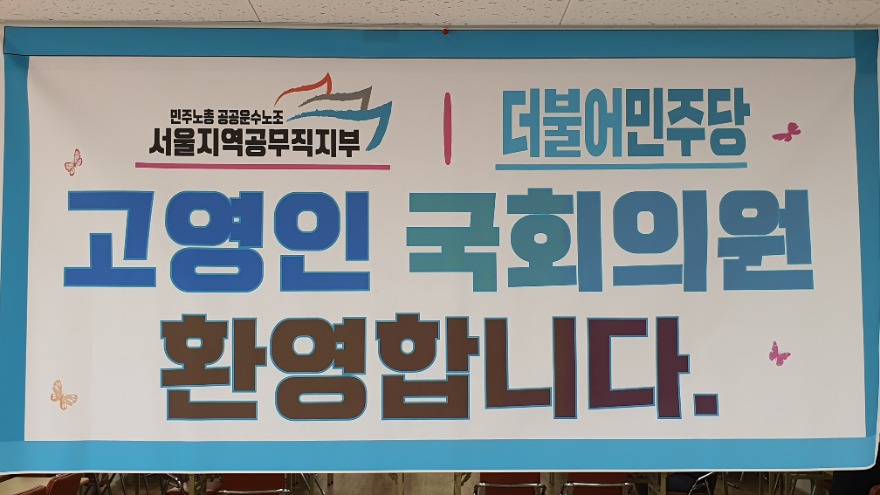 민주노총 공공운수노조
서울지역공무직지부
더불어민주당
고영인 국회의원
환영합니다.